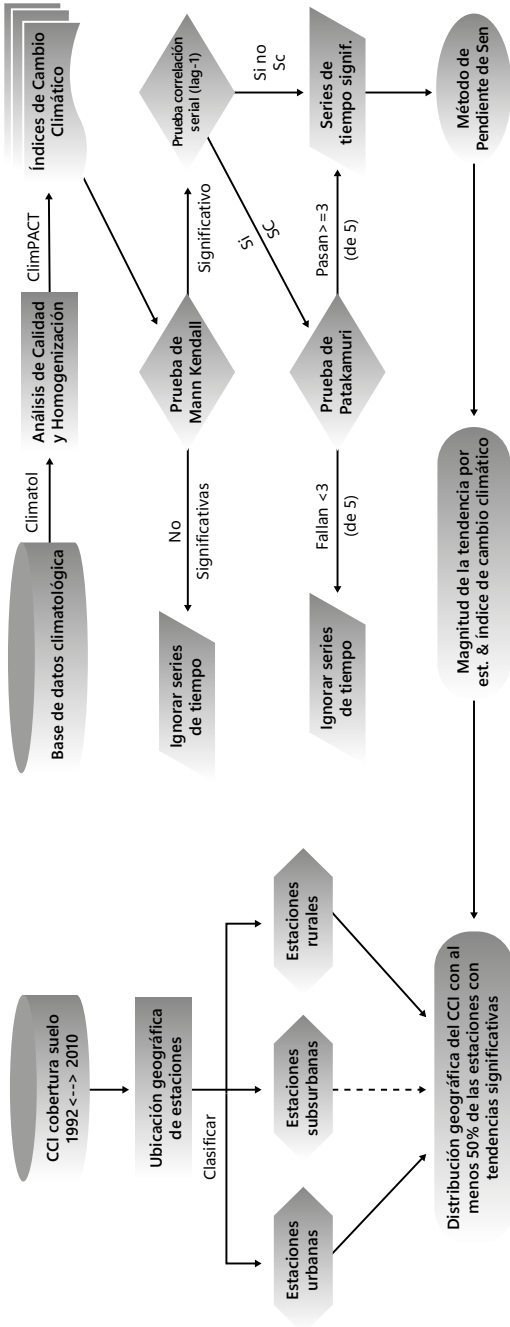 CCI cobertura suelo
1992<--> 2010
Ubicación geográfica
de estaciones
Clasificar
Estaciones
urbanas
Estaciones
subsurbanas
Estaciones
rurales
Base de datos climatológica
Climatol
Análisis de Calidad
y Homogenización
ClimPACT
Índices de Cambio
Climático
Prueba de
Mann Kendall
No
Significativas
Ignorar series
de tiempo
Significativo
Prueba correlación
serial (lag-1)
Si no
Sc
Si
SC
Prueba de
Patakamuri
Fallan <3
(de 5)
Ignorar series
de tiempo
Pasan>=3
(de 5)
Series de
tiempo signif.
Método de
Pendiente de Sen
Magnitud de la tendencia por
est. & índice de cambio climático
Distribución geográfica del CCI con al
menos 50% de las estaciones con
tendencias significativas